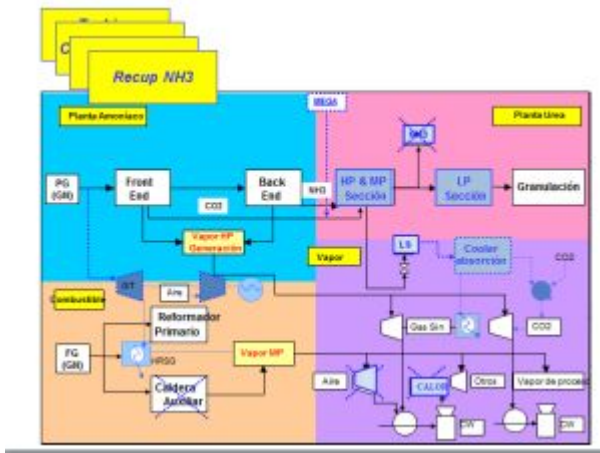 C
Recup NH3
Planta Amoníaco
MEGA
Planta Urea
PG
(GN)
Front
End
Back
End
NH3
CO2
HP & MP
Sección
LP
Sección
Granulación
Vapor HP
Generación
Vapor
LS
Cooler
absorción
CO2
Combustible
GT
Aire
Reformador
Primario
Gas Sin
CO2
FG
(GN)
HRSG
Vapor MP
Caldera
Auxiliar
Aire
CALOR
Otros
Vapor de proceso
CW
CW